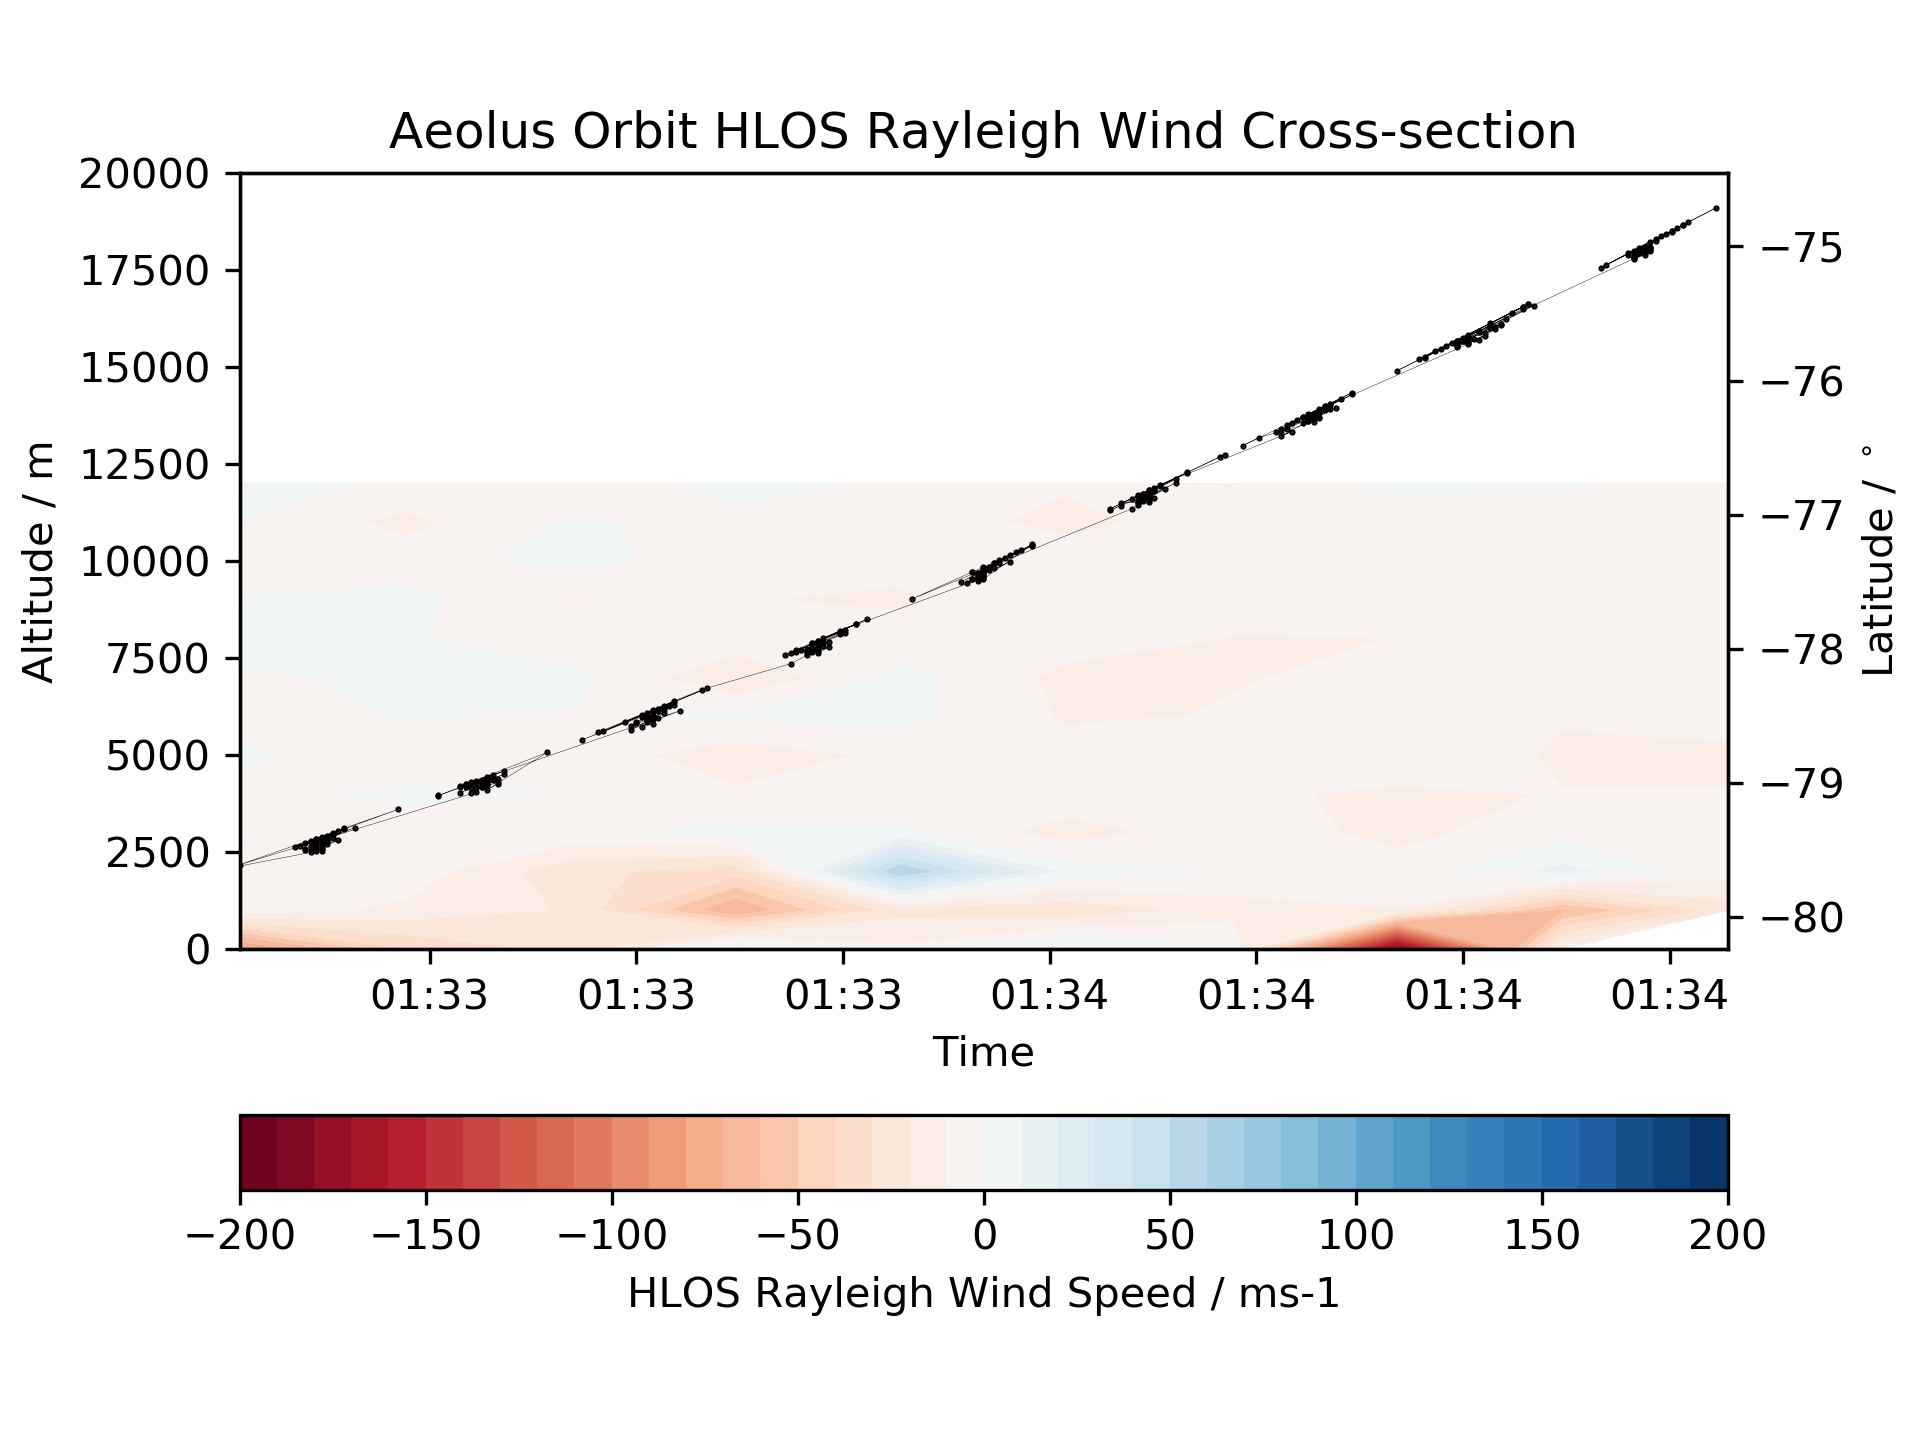 Aeolus Orbit HLOS Rayleigh Wind Cross-section
20000
17500
15000
12500
10000
7500
5000
2500
0
Altitude / m
−75
−76
−77
−78
−79
−80
Latitude / °
01:33 01:33 01:33 01:34 01:34 01:34 01:34
Time
−200 −150 −100 −50 0 50 100 150 200
HLOS Rayleigh Wind Speed / ms-1